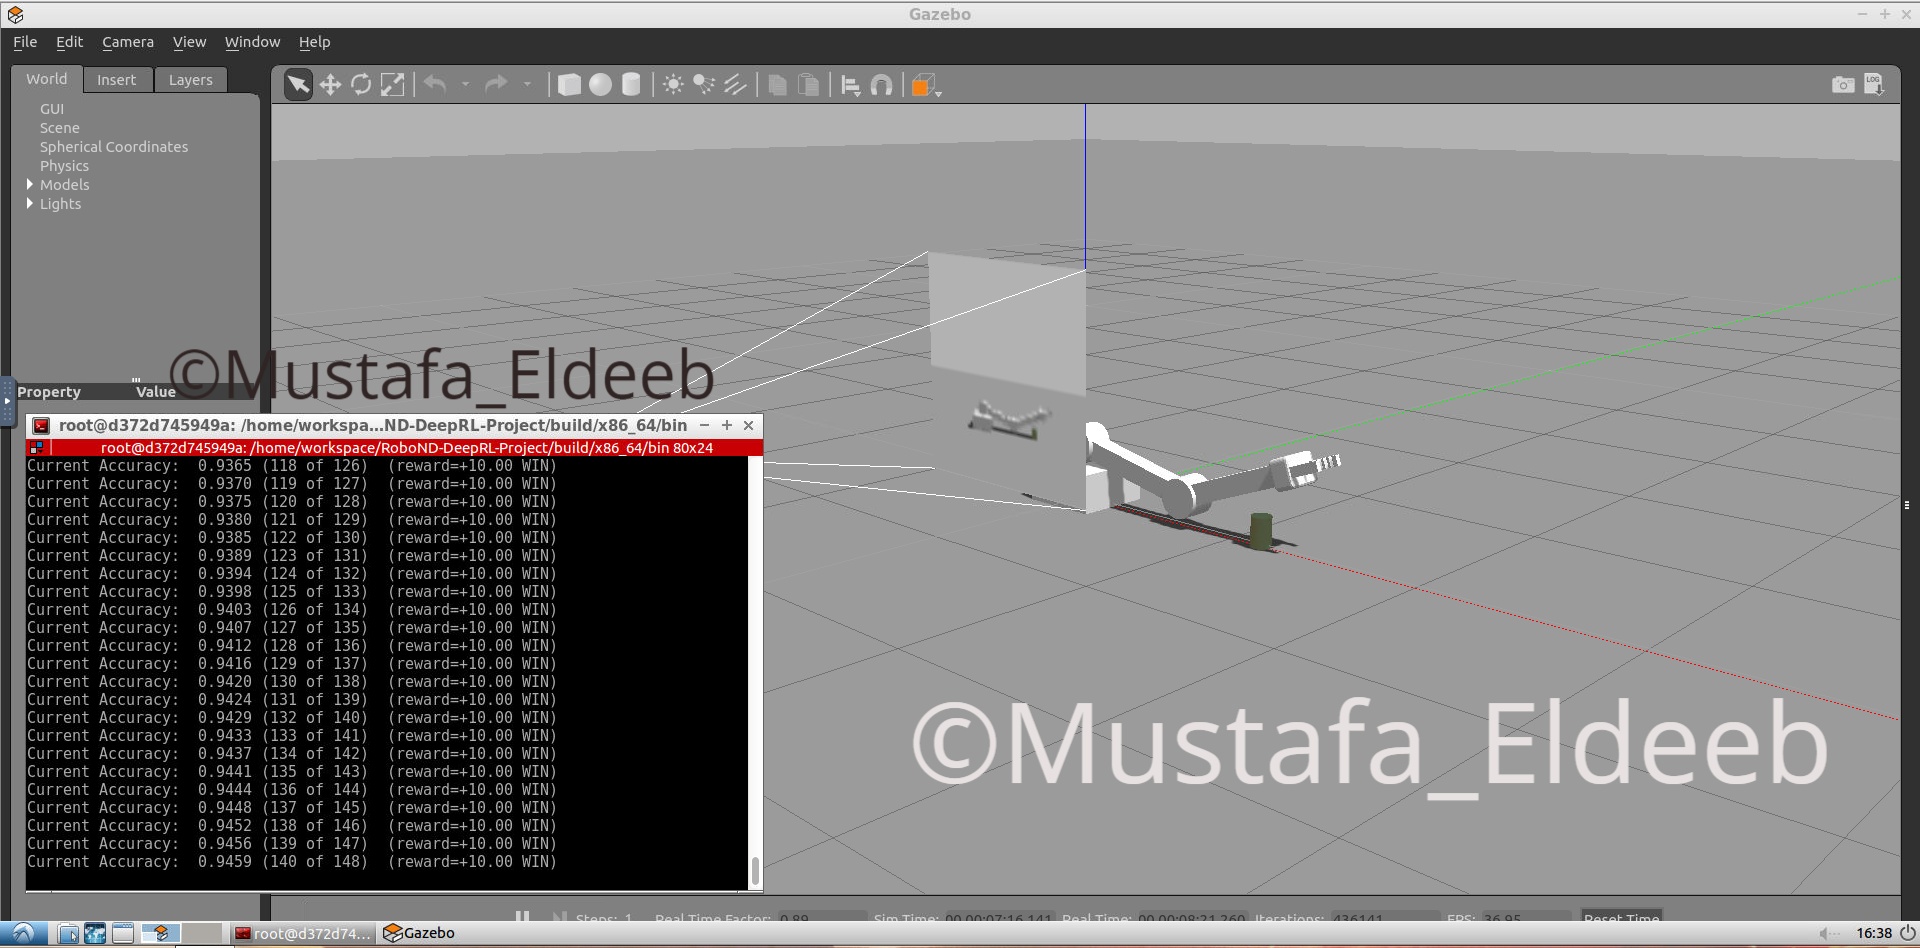 Gazebo
File Edit Camera View Window Help
World Insert Layers
GUI
Scene
Spherical Coordinates
Physics
Models
Lights
LOG
©Mustafa_Eldeeb
Property Value
root@d372d745949a: /home/workspa...ND-DeepRL-Project/build/x86_64/bin
root@d372d745949a: /home/workspace/RoboND-DeepRL-Project/build/x86_64/bin 80x24
Current Accuracy: 0.9365 (118 of 126) (reward=+10.00 WIN)
Current Accuracy: 0.9370 (119 of 127) (reward=+10.00 WIN)
Current Accuracy: 0.9375 (120 of 128) (reward=+10.00 WIN)
Current Accuracy: 0.9380 (121 of 129) (reward=+10.00 WIN)
Current Accuracy: 0.9385 (122 of 130) (reward=+10.00 WIN)
Current Accuracy: 0.9389 (123 of 131) (reward=+10.00 WIN)
Current Accuracy: 0.9394 (124 of 132) (reward=+10.00 WIN)
Current Accuracy: 0.9398 (125 of 133) (reward=+10.00 WIN)
Current Accuracy: 0.9403 (126 of 134) (reward=+10.00 WIN)
Current Accuracy: 0.9407 (127 of 135) (reward=+10.00 WIN)
Current Accuracy: 0.9412 (128 of 136) (reward=+10.00 WIN)
Current Accuracy: 0.9416 (129 of 137) (reward=+10.00 WIN)
Current Accuracy: 0.9420 (130 of 138) (reward=+10.00 WIN)
Current Accuracy: 0.9424 (131 of 139) (reward=+10.00 WIN)
Current Accuracy: 0.9429 (132 of 140) (reward=+10.00 WIN)
Current Accuracy: 0.9433 (133 of 141) (reward=+10.00 WIN)
Current Accuracy: 0.9437 (134 of 142) (reward=+10.00 WIN)
Current Accuracy: 0.9441 (135 of 143) (reward=+10.00 WIN)
Current Accuracy: 0.9444 (136 of 144) (reward=+10.00 WIN)
Current Accuracy: 0.9448 (137 of 145) (reward=+10.00 WIN)
Current Accuracy: 0.9452 (138 of 146) (reward=+10.00 WIN)
Current Accuracy: 0.9456 (139 of 147) (reward=+10.00 WIN)
Current Accuracy: 0.9459 (140 of 148) (reward=+10.00 WIN)
©Mustafa_Eldeeb
Steps: 1 Real Time Factor: 0.89 Sim Time: 00 00:07:16.141 Real Time: 00 00:08:21.260 Iterations: 436141 FPS: 36.95 Reset Time
root@d372d74... Gazebo 16:38